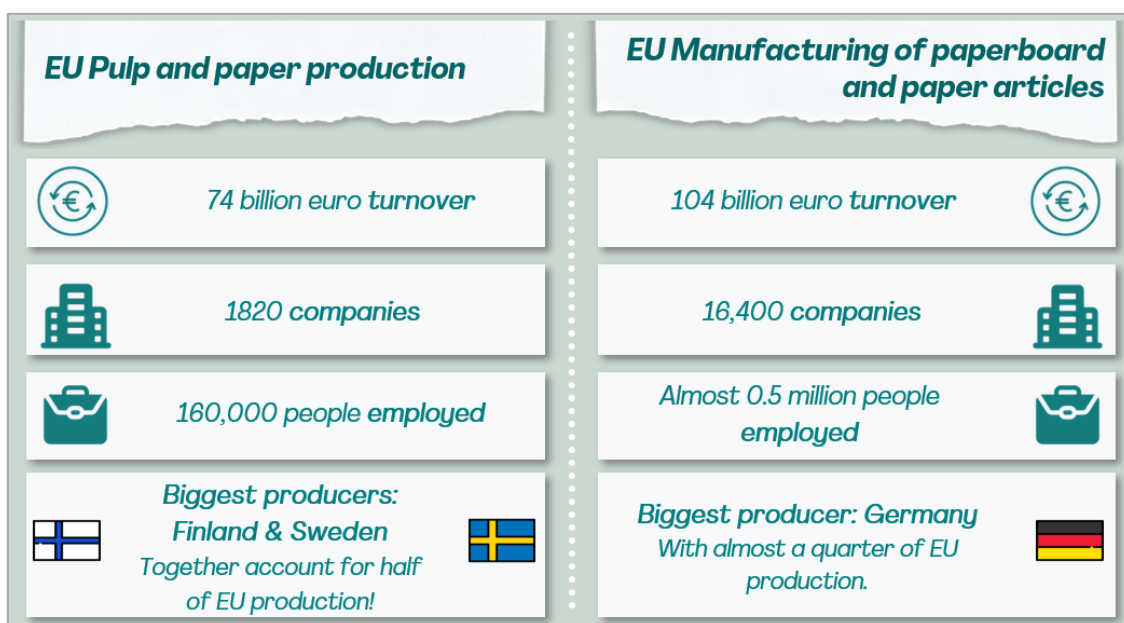 EU Pulp and paper production
74 billion euro turnover
1820 companies
160,000 people employed
Biggest producers:
Finland & Sweden
Together account for half
of EU production!
EU Manufacturing of paperboard
and paper articles
104 billion euro turnover
16,400 companies
Almost 0.5 million people
employed
Biggest producer: Germany
With almost a quarter of EU
production.